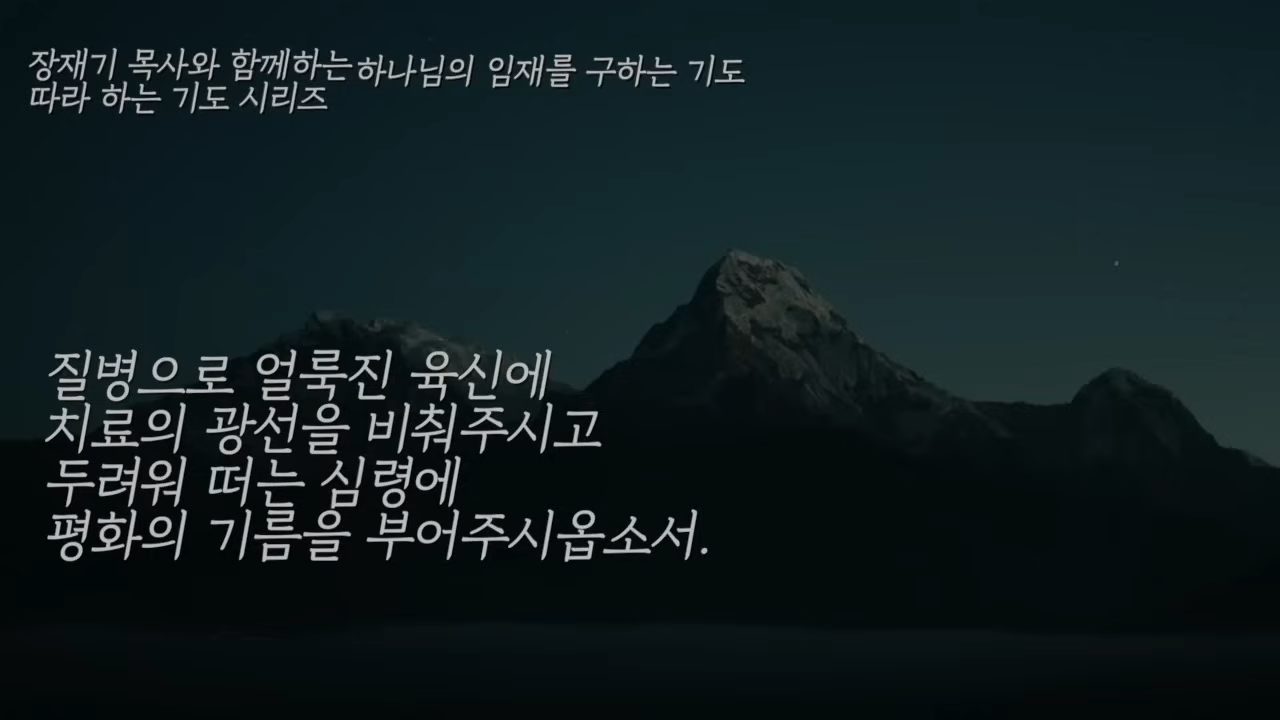 장재기 목사와 함께하는
따라 하는 기도 시리즈
하나님의 임재를 구하는 기도
질병으로 얼룩진 육신에
치료의 광선을 비춰주시고
두려워 떠는 심령에
평화의 기름을 부어주시옵소서.